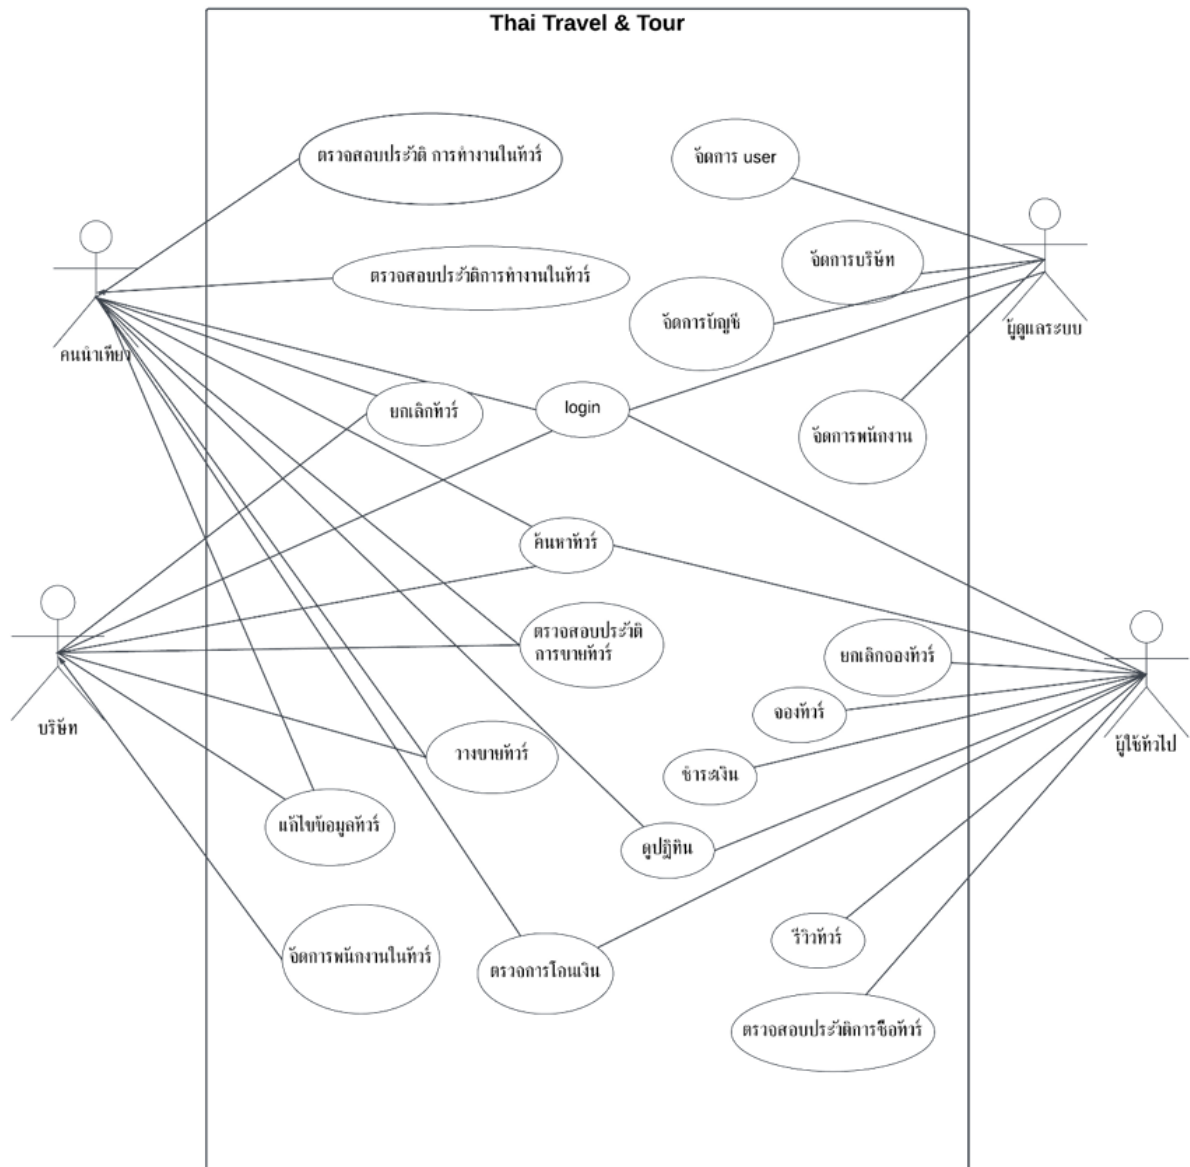 Thai Travel & Tour
ตรวจสอบประวัติ การทำงานในทัวร์
จัดการ user
ตรวจสอบประวัติการทำงานในทัวร์
จัดการบริษัท
จัดการบัญชี
ผู้ดูแลระบบ
คนนำเที่ยว
ยกเลิกทัวร์
login
จัดการพนักงาน
ค้นหาทัวร์
ตรวจสอบประวัติ
การขายทัวร์
ยกเลิกจองทัวร์
จองทัวร์
บริษัท
ผู้ใช้ทั่วไป
วางขายทัวร์
ชำระเงิน
แก้ไขข้อมูลทัวร์
ดูปฏิทิน
จัดการพนักงานในทัวร์
ตรวจการโอนเงิน
รีวิวทัวร์
ตรวจสอบประวัติการซื้อทัวร์